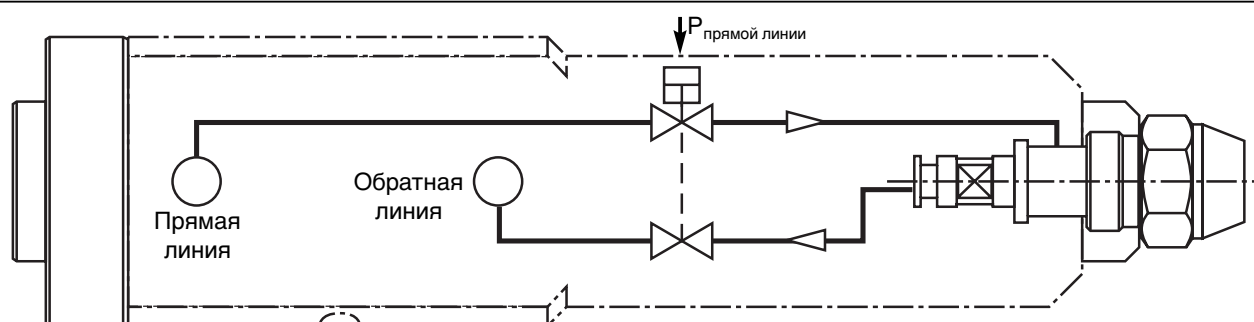 Pпрямой линии
Обратная
линия
Прямая
линия